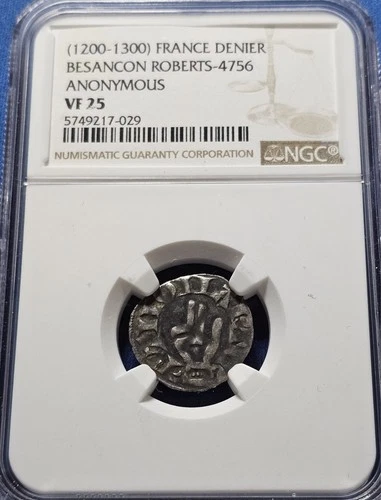 (1200-1300) FRANCE DENIER
BESANCON ROBERTS-4756
ANONYMOUS
VF 25
5749217-029
NUMISMATIC GUARANTY CORPORATION
NGC®